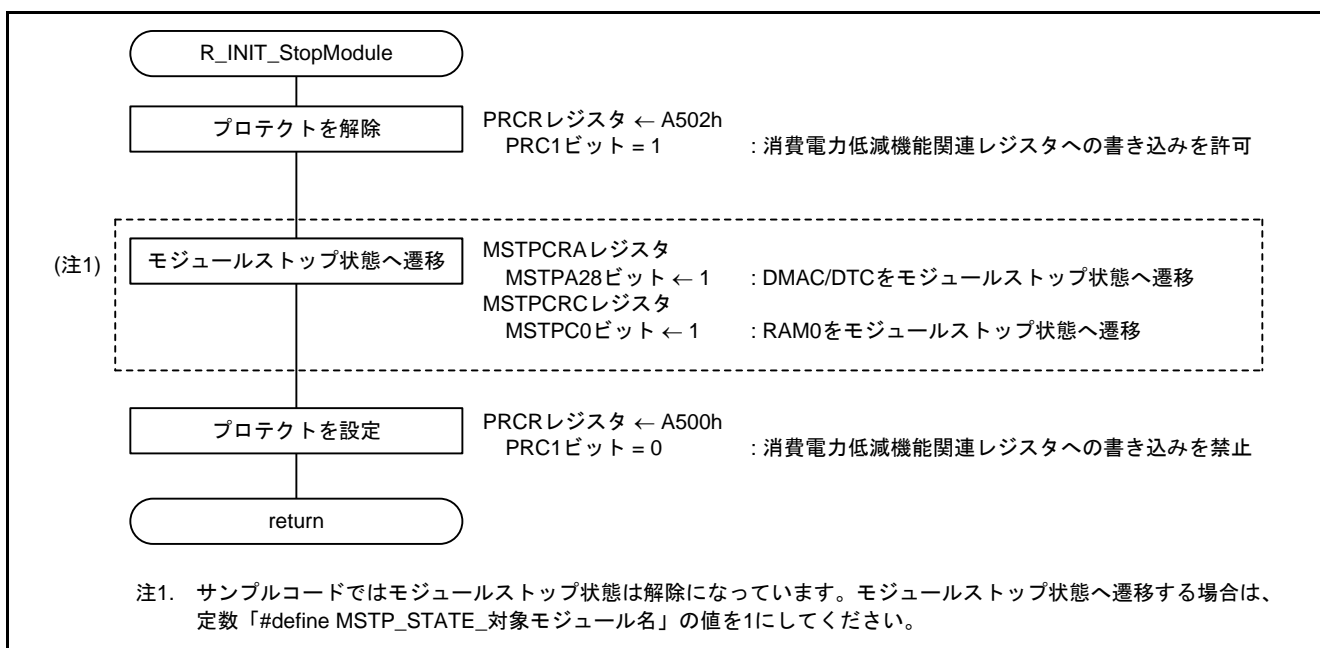 R_INIT_StopModule
プロテクトを解除
PRCRレジスタ ← A502h
PRC1ビット = 1 : 消費電力低減機能関連レジスタへの書き込みを許可
(注1)
モジュールストップ状態へ遷移
MSTPCRAレジスタ
MSTPA28ビット ← 1 : DMAC/DTCをモジュールストップ状態へ遷移
MSTPCRCレジスタ
MSTPC0ビット ← 1 : RAM0をモジュールストップ状態へ遷移
プロテクトを設定
PRCRレジスタ ← A500h
PRC1ビット = 0 : 消費電力低減機能関連レジスタへの書き込みを禁止
return
注1. サンプルコードではモジュールストップ状態は解除になっています。モジュールストップ状態へ遷移する場合は、
定数「#define MSTP_STATE_対象モジュール名」の値を1にしてください。